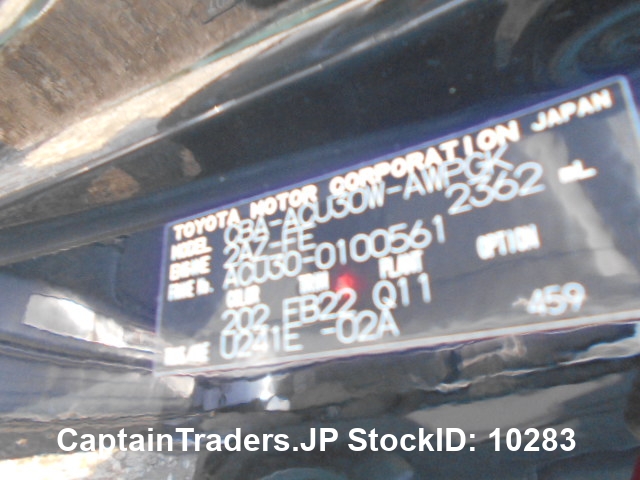 TOYOTA MOTOR CORPORATION JAPAN
MODEL CBA-ACU30W-AWPGK
ENGINE 2AZ-FE 2362 mL
FRAME No. ACU30-0100561
COLOR TRIM PLANT OPTION
202 FB22 Q11
0241E -02A 459
CaptainTraders.JP StockID: 10283